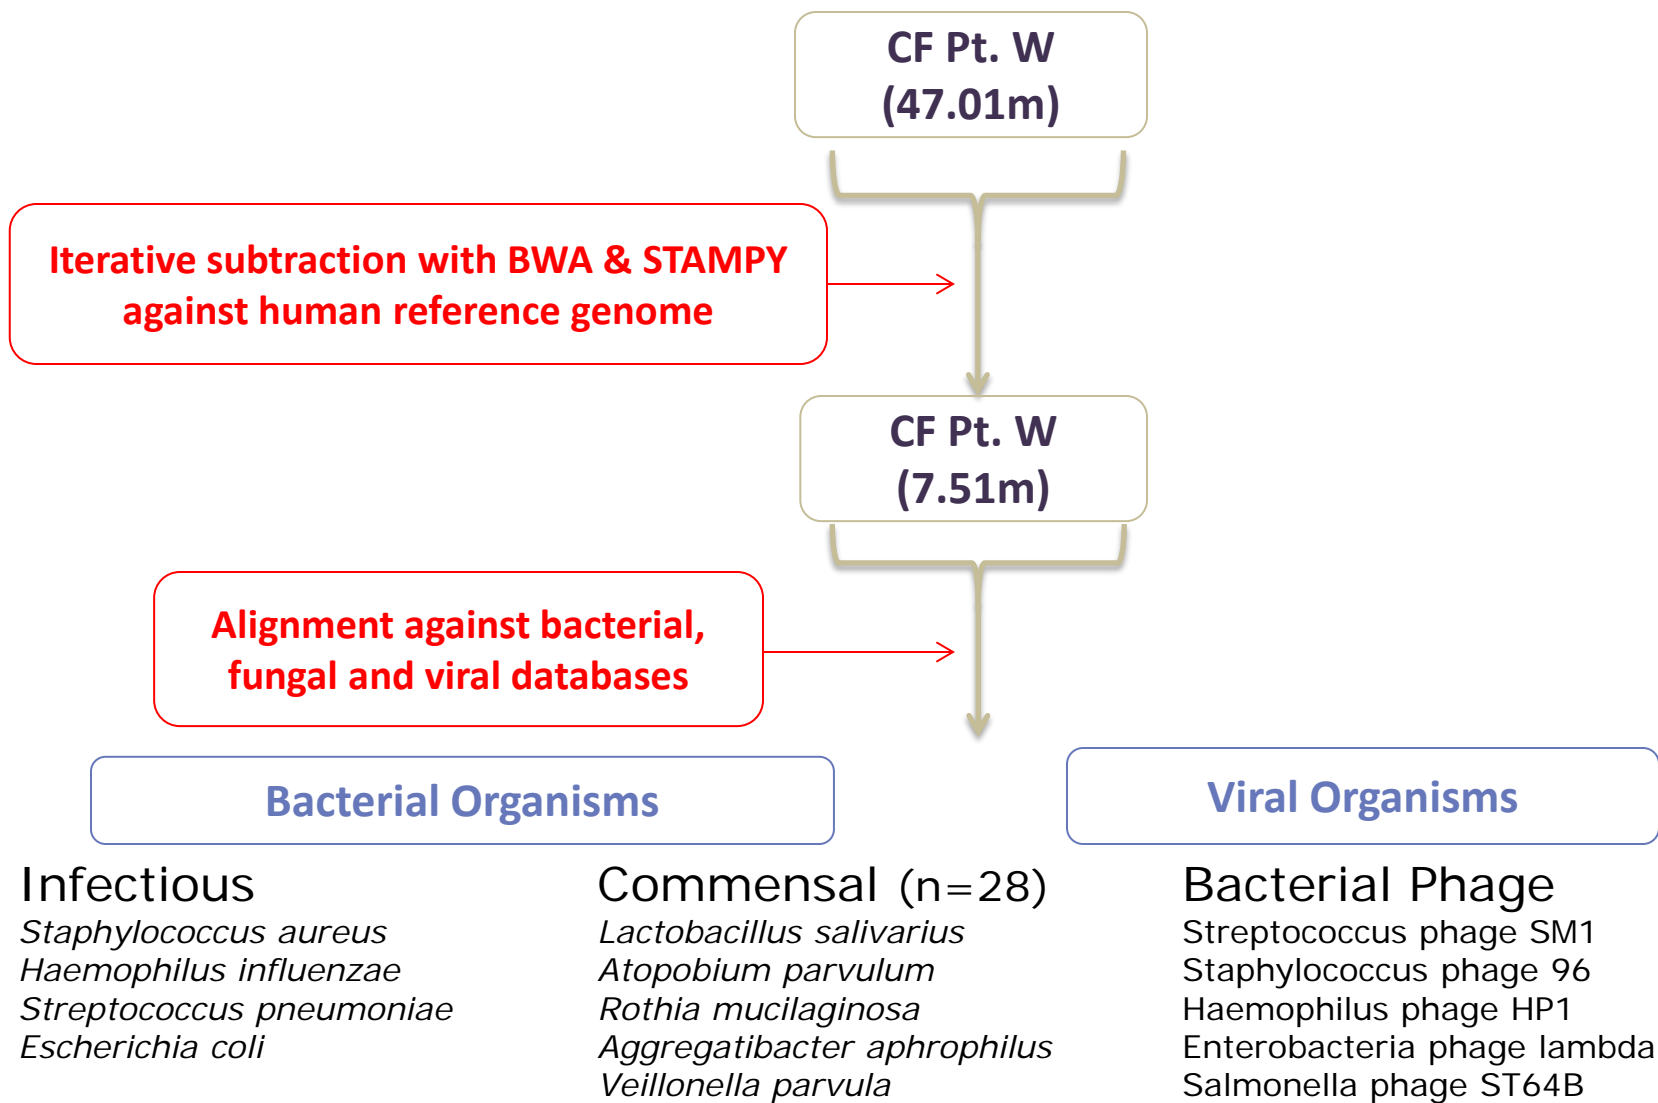 CF Pt. W
(47.01m)
Iterative subtraction with BWA & STAMPY
against human reference genome
CF Pt. W
(7.51m)
Alignment against bacterial,
fungal and viral databases
Bacterial Organisms
Viral Organisms
Infectious
Staphylococcus aureus
Haemophilus influenzae
Streptococcus pneumoniae
Escherichia coli
Commensal (n=28)
Lactobacillus salivarius
Atopobium parvulum
Rothia mucilaginosa
Aggregatibacter aphrophilus
Veillonella parvula
Bacterial Phage
Streptococcus phage SM1
Staphylococcus phage 96
Haemophilus phage HP1
Enterobacteria phage lambda
Salmonella phage ST64B